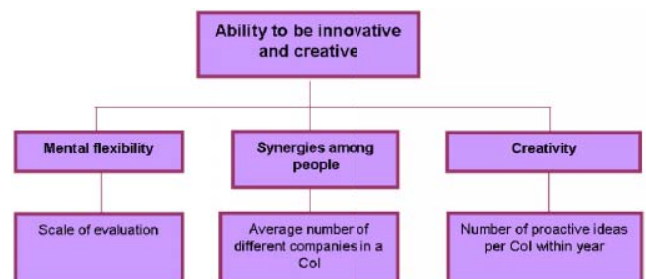 Ability to be innovative
and creative
Mental flexibility
Synergies among
people
Creativity
Scale of evaluation
Average number of
different companies in a
CoI
Number of proactive ideas
per CoI within year